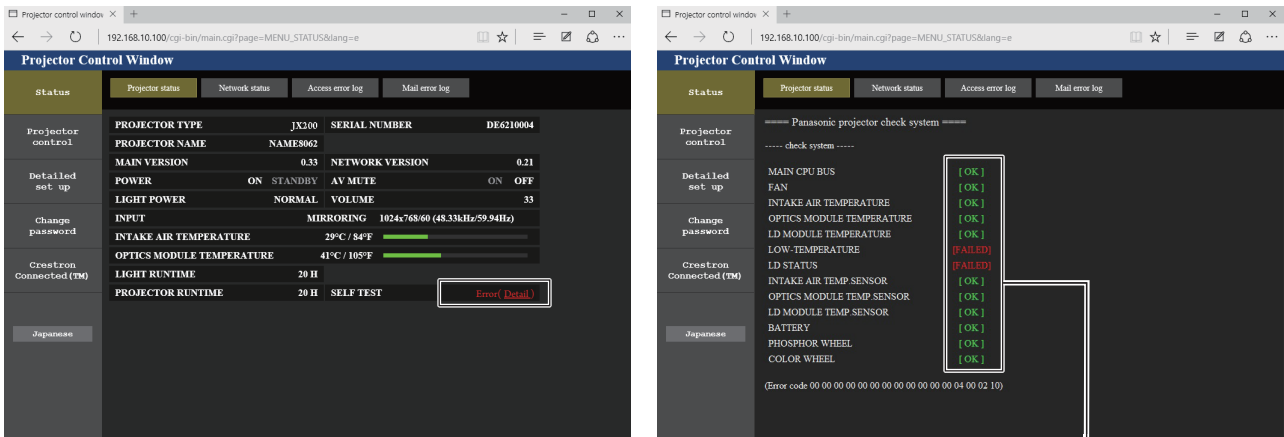 Projector control window
192.168.10.100/cgi-bin/main.cgi?page=MENU_STATUS&lang=e
Projector Control Window
Status
Projector control
Detailed set up
Change password
Crestron Connected(TM)
Japanese
Projector status Network status Access error log Mail error log
PROJECTOR TYPE JX200 SERIAL NUMBER DE6210004
PROJECTOR NAME NAME8062
MAIN VERSION 0.33 NETWORK VERSION 0.21
POWER ON STANDBY AV MUTE ON OFF
LIGHT POWER NORMAL VOLUME 33
INPUT MIRRORING 1024x768/60 (48.33kHz/59.94Hz)
INTAKE AIR TEMPERATURE 29°C / 84°F
OPTICS MODULE TEMPERATURE 41°C / 105°F
LIGHT RUNTIME 20 H
PROJECTOR RUNTIME 20 H SELF TEST Error( Detail )
Projector control window
192.168.10.100/cgi-bin/main.cgi?page=MENU_STATUS&lang=e
Projector Control Window
Status
Projector control
Detailed set up
Change password
Crestron Connected(TM)
Japanese
Projector status Network status Access error log Mail error log
==== Panasonic projector check system ====
----- check system -----
MAIN CPU BUS [ OK ]
FAN [ OK ]
INTAKE AIR TEMPERATURE [ OK ]
OPTICS MODULE TEMPERATURE [ OK ]
LD MODULE TEMPERATURE [ OK ]
LOW-TEMPERATURE [FAILED]
LD STATUS [FAILED]
INTAKE AIR TEMP.SENSOR [ OK ]
OPTICS MODULE TEMP.SENSOR [ OK ]
LD MODULE TEMP.SENSOR [ OK ]
BATTERY [ OK ]
PHOSPHOR WHEEL [ OK ]
COLOR WHEEL [ OK ]
(Error code 00 00 00 00 00 00 00 00 00 00 00 00 04 00 02 10)